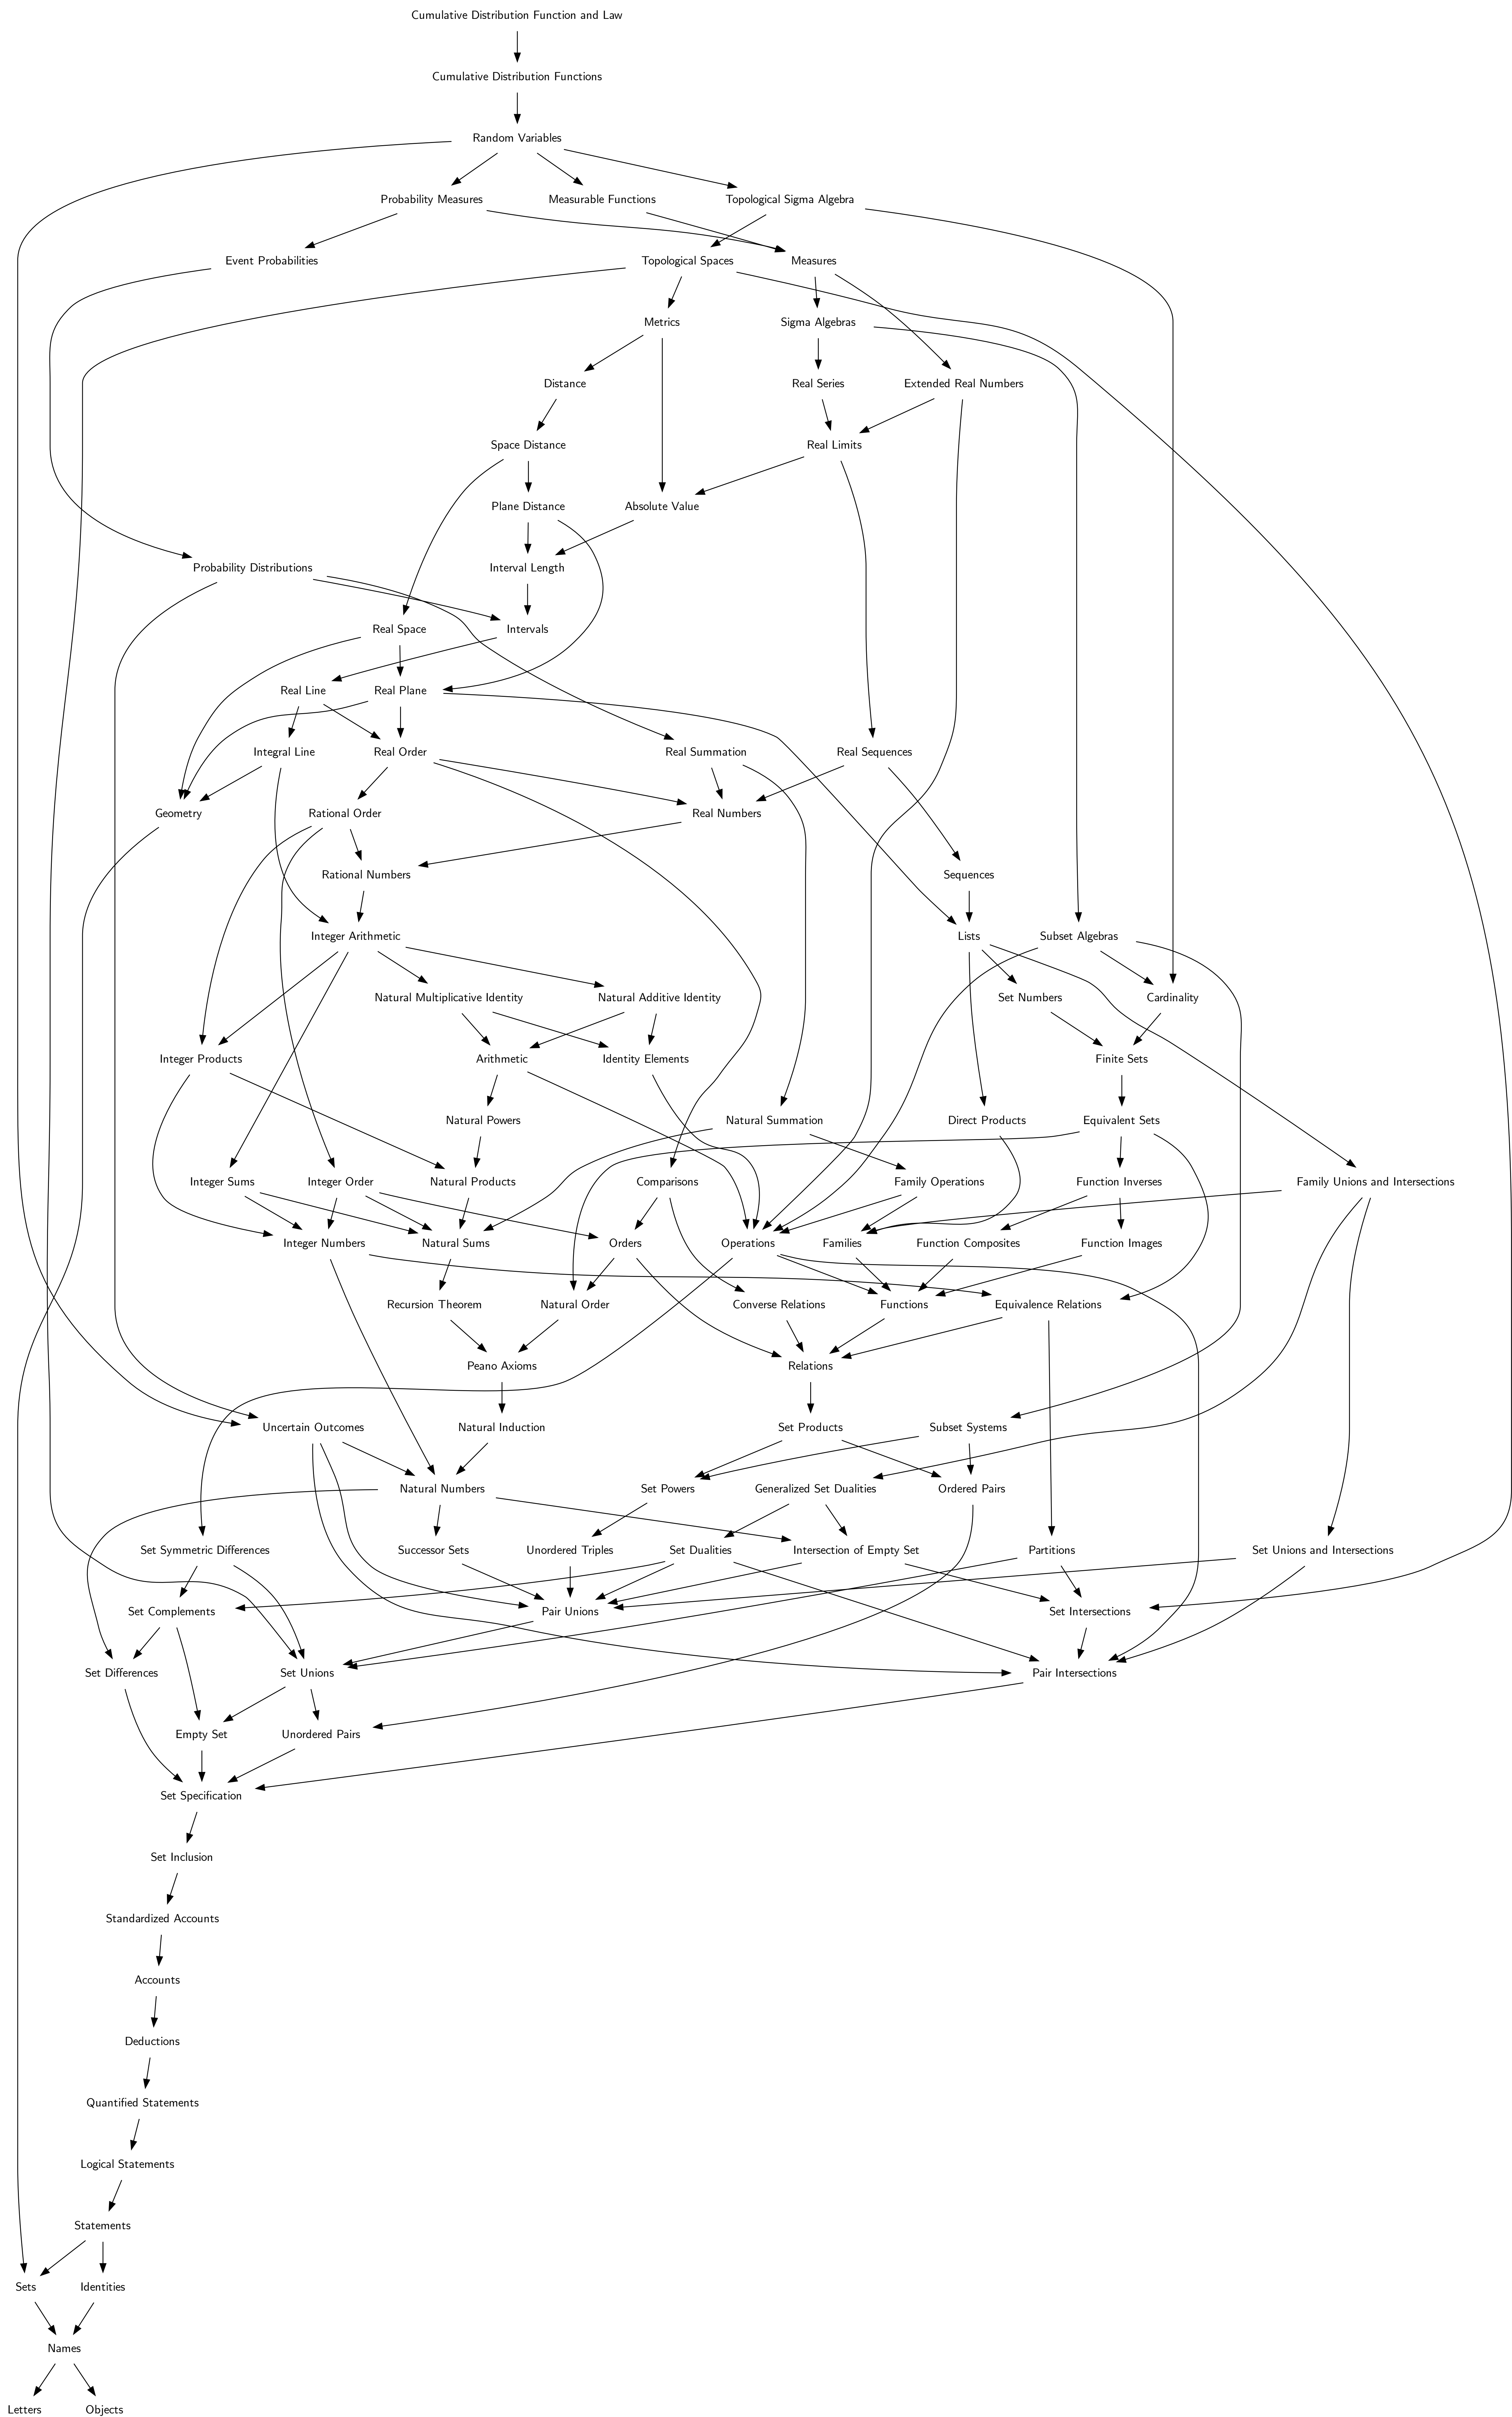 Cumulative Distribution Function and Law
Cumulative Distribution Functions
Random Variables
Probability Measures
Measurable Functions
Topological Sigma Algebra
Event Probabilities
Topological Spaces
Measures
Metrics
Sigma Algebras
Distance
Real Series
Extended Real Numbers
Space Distance
Real Limits
Plane Distance
Absolute Value
Probability Distributions
Interval Length
Real Space
Intervals
Real Line
Real Plane
Integral Line
Real Order
Real Summation
Real Sequences
Geometry
Rational Order
Real Numbers
Rational Numbers
Sequences
Integer Arithmetic
Lists
Subset Algebras
Natural Multiplicative Identity
Natural Additive Identity
Set Numbers
Cardinality
Integer Products
Arithmetic
Identity Elements
Finite Sets
Natural Powers
Natural Summation
Direct Products
Equivalent Sets
Integer Sums
Integer Order
Natural Products
Comparisons
Family Operations
Function Inverses
Family Unions and Intersections
Integer Numbers
Natural Sums
Orders
Operations
Families
Function Composites
Function Images
Recursion Theorem
Natural Order
Converse Relations
Functions
Equivalence Relations
Peano Axioms
Relations
Uncertain Outcomes
Natural Induction
Set Products
Subset Systems
Natural Numbers
Set Powers
Generalized Set Dualities
Ordered Pairs
Set Symmetric Differences
Successor Sets
Unordered Triples
Set Dualities
Intersection of Empty Set
Partitions
Set Unions and Intersections
Set Complements
Pair Unions
Set Intersections
Set Differences
Set Unions
Pair Intersections
Empty Set
Unordered Pairs
Set Specification
Set Inclusion
Standardized Accounts
Accounts
Deductions
Quantified Statements
Logical Statements
Statements
Sets
Identities
Names
Letters
Objects